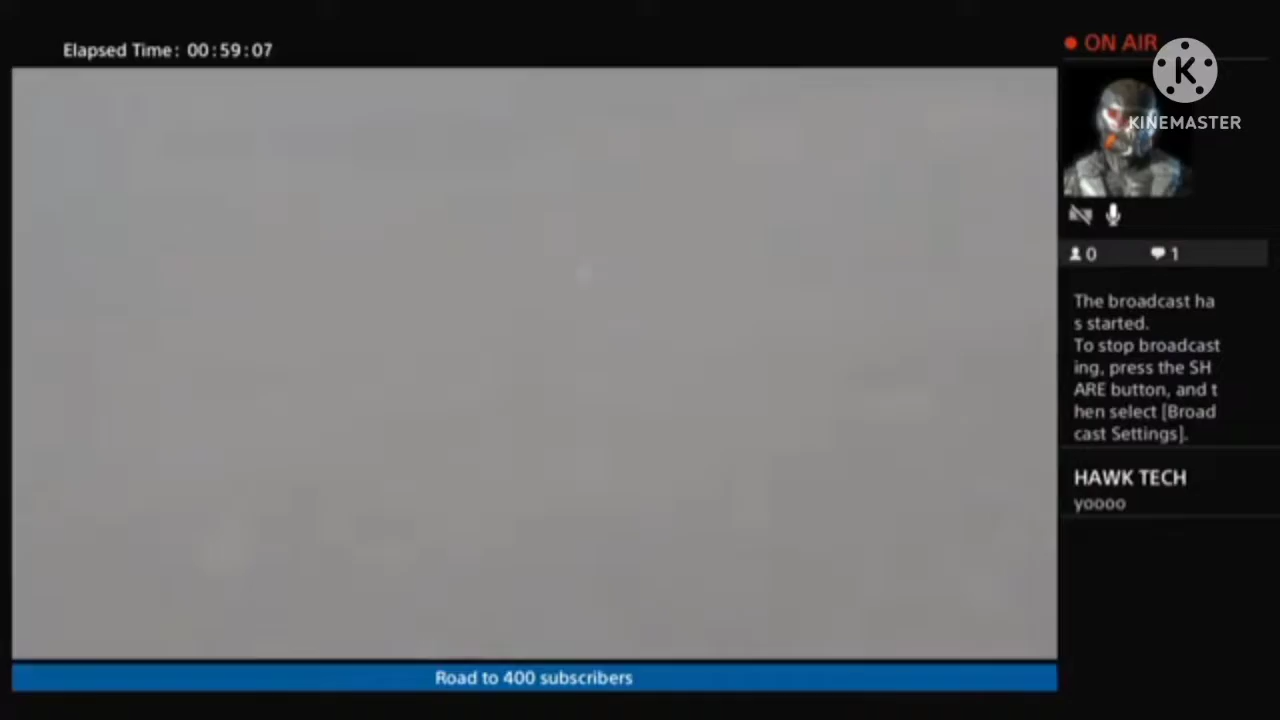 Elapsed Time: 00:59:07
ON AIR
K
KINEMASTER
0
1
The broadcast ha
s started.
To stop broadcast
ing, press the SH
ARE button, and t
hen select [Broad
cast Settings].
HAWK TECH
yoooo
Road to 400 subscribers